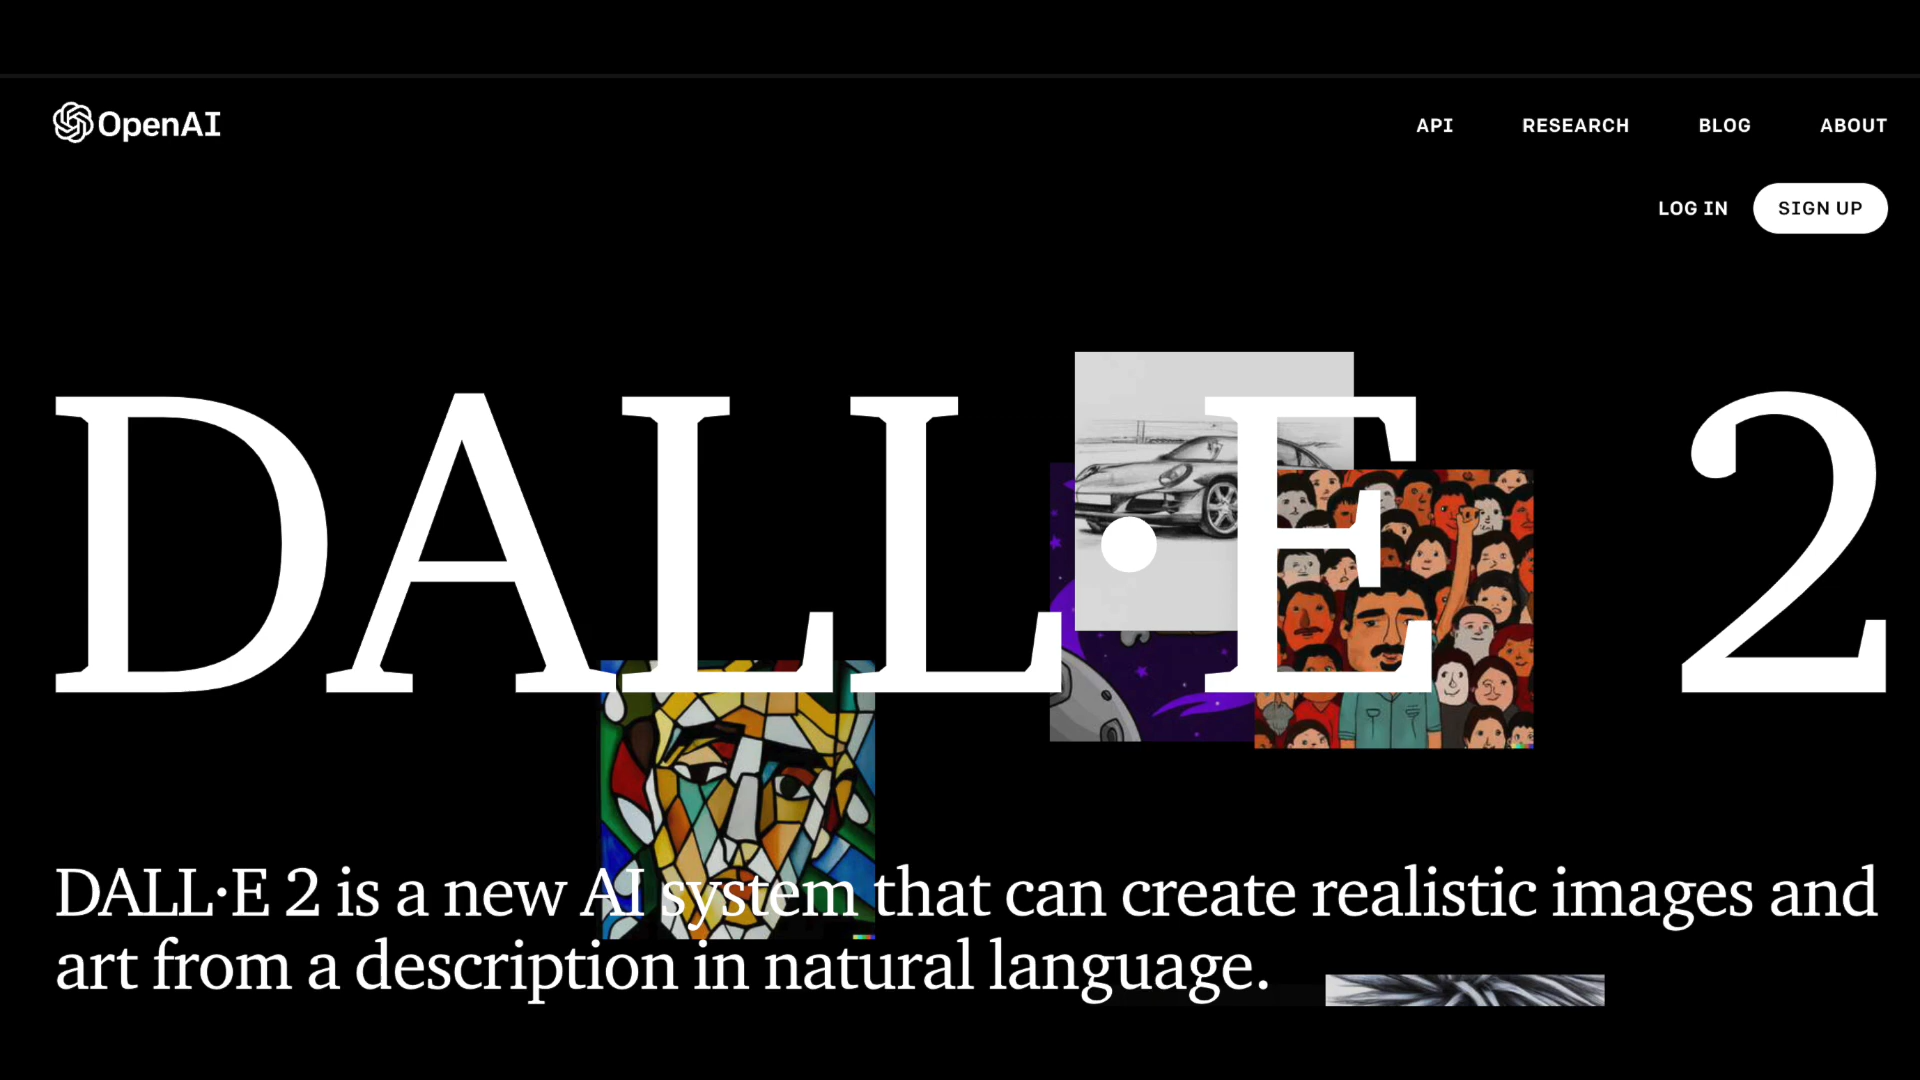 OpenAI
API RESEARCH BLOG ABOUT
LOG IN SIGN UP
DALL·E 2
DALL·E 2 is a new AI system that can create realistic images and
art from a description in natural language.